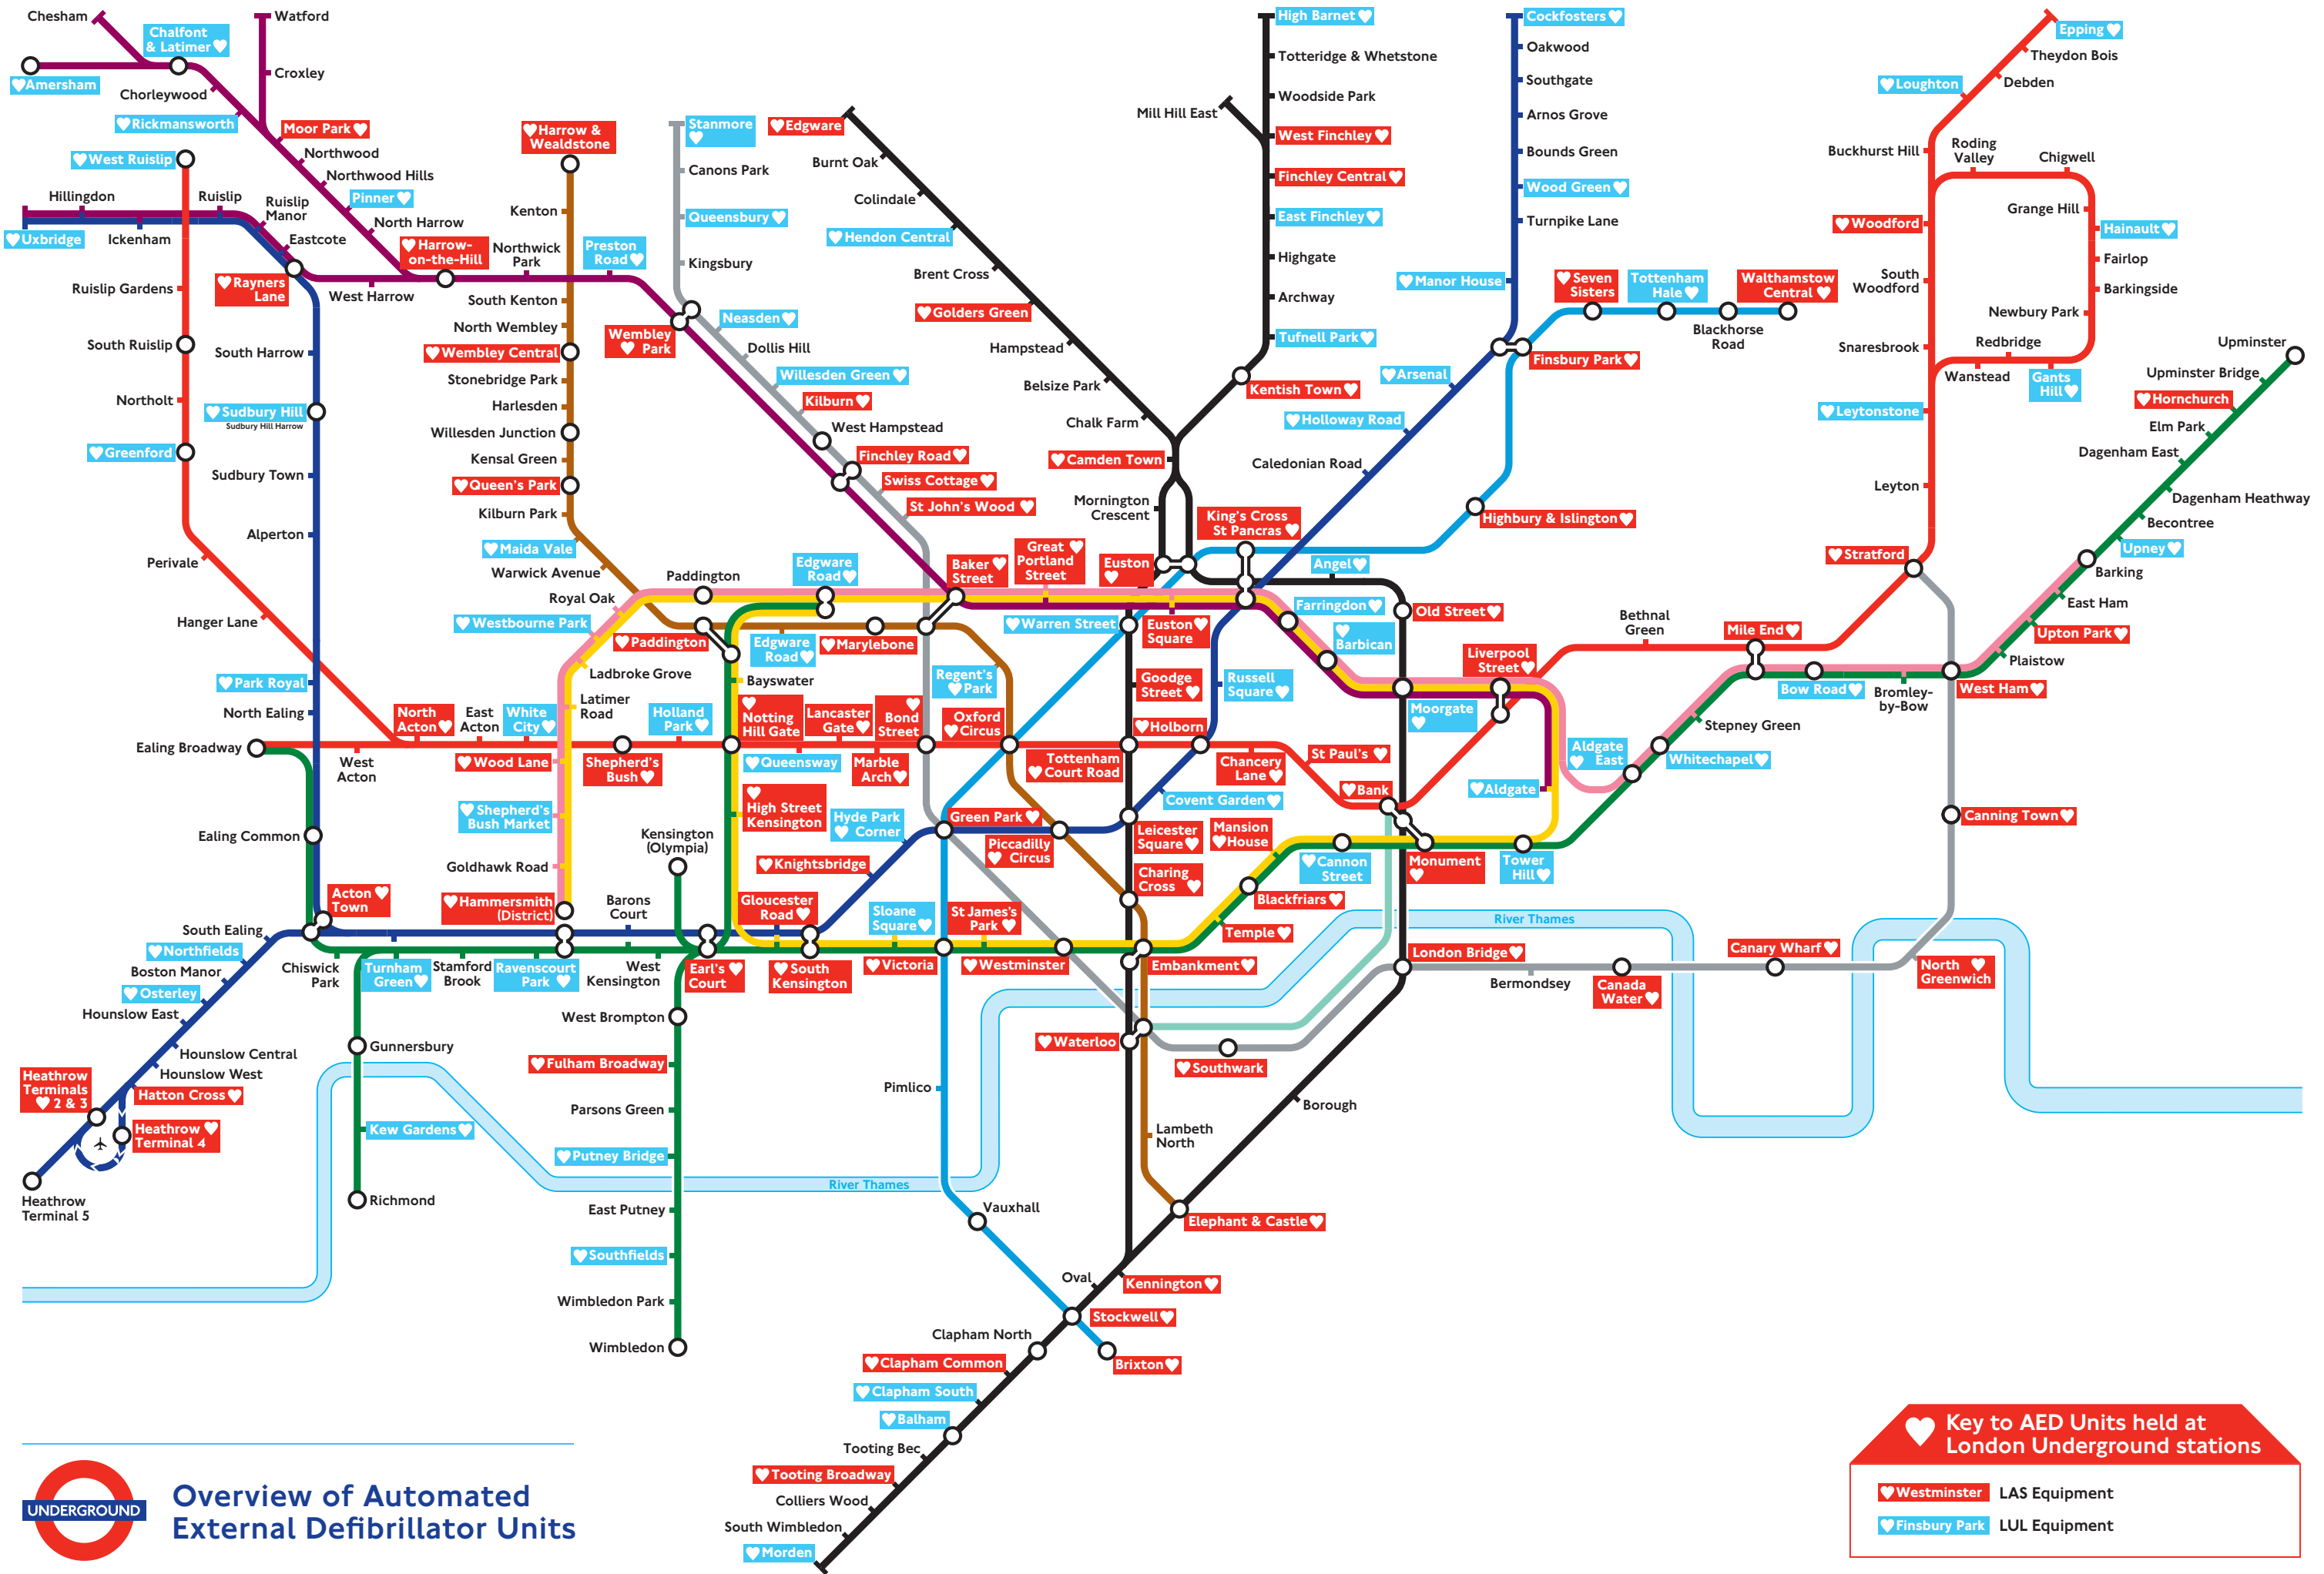 Chesham
Watford
Chalfont
& Latimer
Amersham
Croxley
Chorleywood
Rickmansworth
Moor Park
West Ruislip
Northwood
Northwood Hills
Pinner
Hillingdon
Ruislip
Ruislip
Manor
North Harrow
Uxbridge
Ickenham
Eastcote
Harrow-
on-the-Hill
Rayners
Lane
West Harrow
Northwick
Park
Preston
Road
Harrow &
Wealdstone
Kenton
South Kenton
North Wembley
Wembley Central
Stonebridge Park
Harlesden
Willesden Junction
Kensal Green
Queen's Park
Kilburn Park
Maida Vale
Warwick Avenue
Ruislip Gardens
South Ruislip
Northolt
Greenford
Perivale
Hanger Lane
South Harrow
Sudbury Hill
Sudbury Hill Harrow
Sudbury Town
Alperton
Park Royal
North Ealing
Stanmore
Canons Park
Queensbury
Kingsbury
Wembley
Park
Neasden
Dollis Hill
Willesden Green
Kilburn
West Hampstead
Finchley Road
Swiss Cottage
St John's Wood
Edgware
Burnt Oak
Colindale
Hendon Central
Brent Cross
Golders Green
Hampstead
Belsize Park
Chalk Farm
Camden Town
Mornington
Crescent
High Barnet
Totteridge & Whetstone
Woodside Park
Mill Hill East
West Finchley
Finchley Central
East Finchley
Highgate
Archway
Tufnell Park
Kentish Town
Cockfosters
Oakwood
Southgate
Arnos Grove
Bounds Green
Wood Green
Turnpike Lane
Manor House
Seven
Sisters
Tottenham
Hale
Walthamstow
Central
Blackhorse
Road
Finsbury Park
Arsenal
Holloway Road
Caledonian Road
Highbury & Islington
Epping
Theydon Bois
Debden
Loughton
Buckhurst Hill
Roding
Valley
Chigwell
Grange Hill
Hainault
Fairlop
Barkingside
Newbury Park
Woodford
South
Woodford
Snaresbrook
Redbridge
Wanstead
Gants
Hill
Leytonstone
Leyton
Stratford
Upminster
Upminster Bridge
Hornchurch
Elm Park
Dagenham East
Dagenham Heathway
Becontree
Upney
Barking
East Ham
Upton Park
Plaistow
West Ham
Paddington
Royal Oak
Westbourne Park
Paddington
Ladbroke Grove
Latimer
Road
Edgware
Road
Edgware
Road
Marylebone
Baker
Street
Great
Portland
Street
Euston
King's Cross
St Pancras
Angel
Farringdon
Barbican
Old Street
Warren Street
Euston
Square
Regent's
Park
Goodge
Street
Russell
Square
Liverpool
Street
Moorgate
Bethnal
Green
Mile End
Bow Road
Bromley-
by-Bow
Stepney Green
Whitechapel
Aldgate
East
Aldgate
Bayswater
Notting
Hill Gate
Lancaster
Gate
Bond
Street
Oxford
Circus
Queensway
Marble
Arch
Tottenham
Court Road
Holborn
Chancery
Lane
St Paul's
Bank
Ealing Broadway
West
Acton
North
Acton
East
Acton
White
City
Wood Lane
Shepherd's
Bush
Holland
Park
Shepherd's
Bush Market
Goldhawk Road
Hammersmith
(District)
Kensington
(Olympia)
High Street
Kensington
Hyde Park
Corner
Knightsbridge
Green Park
Piccadilly
Circus
Covent Garden
Leicester
Square
Charing
Cross
Mansion
House
Cannon
Street
Monument
Tower
Hill
Blackfriars
Temple
Ealing Common
Acton
Town
South Ealing
Northfields
Boston Manor
Osterley
Hounslow East
Hounslow Central
Hounslow West
Hatton Cross
Heathrow
Terminals
2 & 3
Heathrow
Terminal 4
Heathrow
Terminal 5
Chiswick
Park
Turnham
Green
Stamford
Brook
Ravenscourt
Park
Barons
Court
West
Kensington
Earl's
Court
Gloucester
Road
South
Kensington
Sloane
Square
Victoria
St James's
Park
Westminster
Embankment
Gunnersbury
Kew Gardens
Richmond
West Brompton
Fulham Broadway
Parsons Green
Putney Bridge
East Putney
Southfields
Wimbledon Park
Wimbledon
Pimlico
Vauxhall
Waterloo
Southwark
Lambeth
North
Elephant & Castle
Borough
London Bridge
Bermondsey
Canada
Water
Canary Wharf
North
Greenwich
Canning Town
River Thames
River Thames
Oval
Kennington
Stockwell
Brixton
Clapham North
Clapham Common
Clapham South
Balham
Tooting Bec
Tooting Broadway
Colliers Wood
South Wimbledon
Morden
UNDERGROUND
Overview of Automated
External Defibrillator Units
Key to AED Units held at
London Underground stations
Westminster LAS Equipment
Finsbury Park LUL Equipment